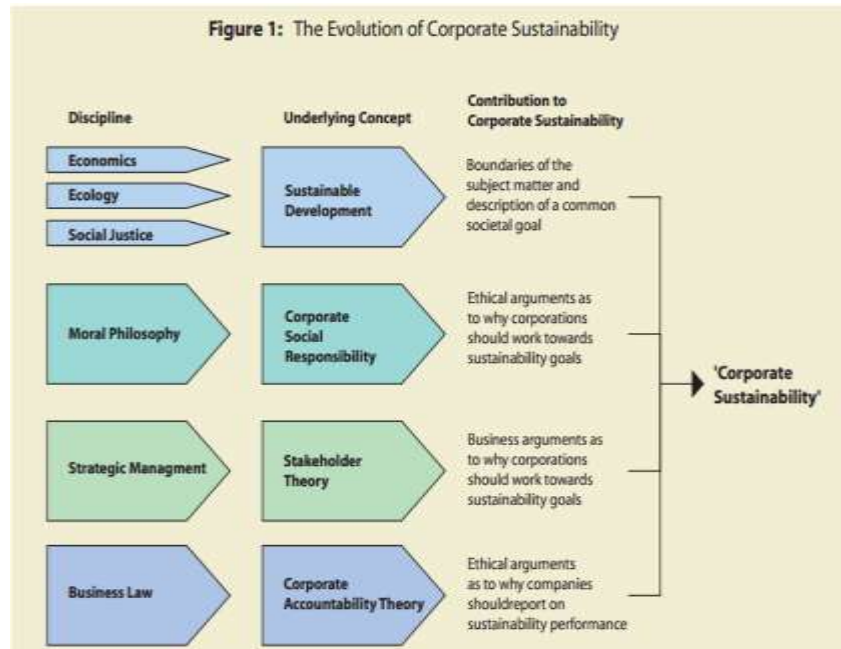 Figure 1: The Evolution of Corporate Sustainability
Discipline
Underlying Concept
Contribution to
Corporate Sustainability
Economics
Ecology
Social Justice
Sustainable
Development
Boundaries of the
subject matter and
description of a common
societal goal
Moral Philosophy
Corporate
Social
Responsibility
Ethical arguments as
to why corporations
should work towards
sustainability goals
'Corporate
Sustainability'
Strategic Managment
Stakeholder
Theory
Business arguments as
to why corporations
should work towards
sustainability goals
Business Law
Corporate
Accountability Theory
Ethical arguments
as to why companies
shouldreport on
sustainability performance